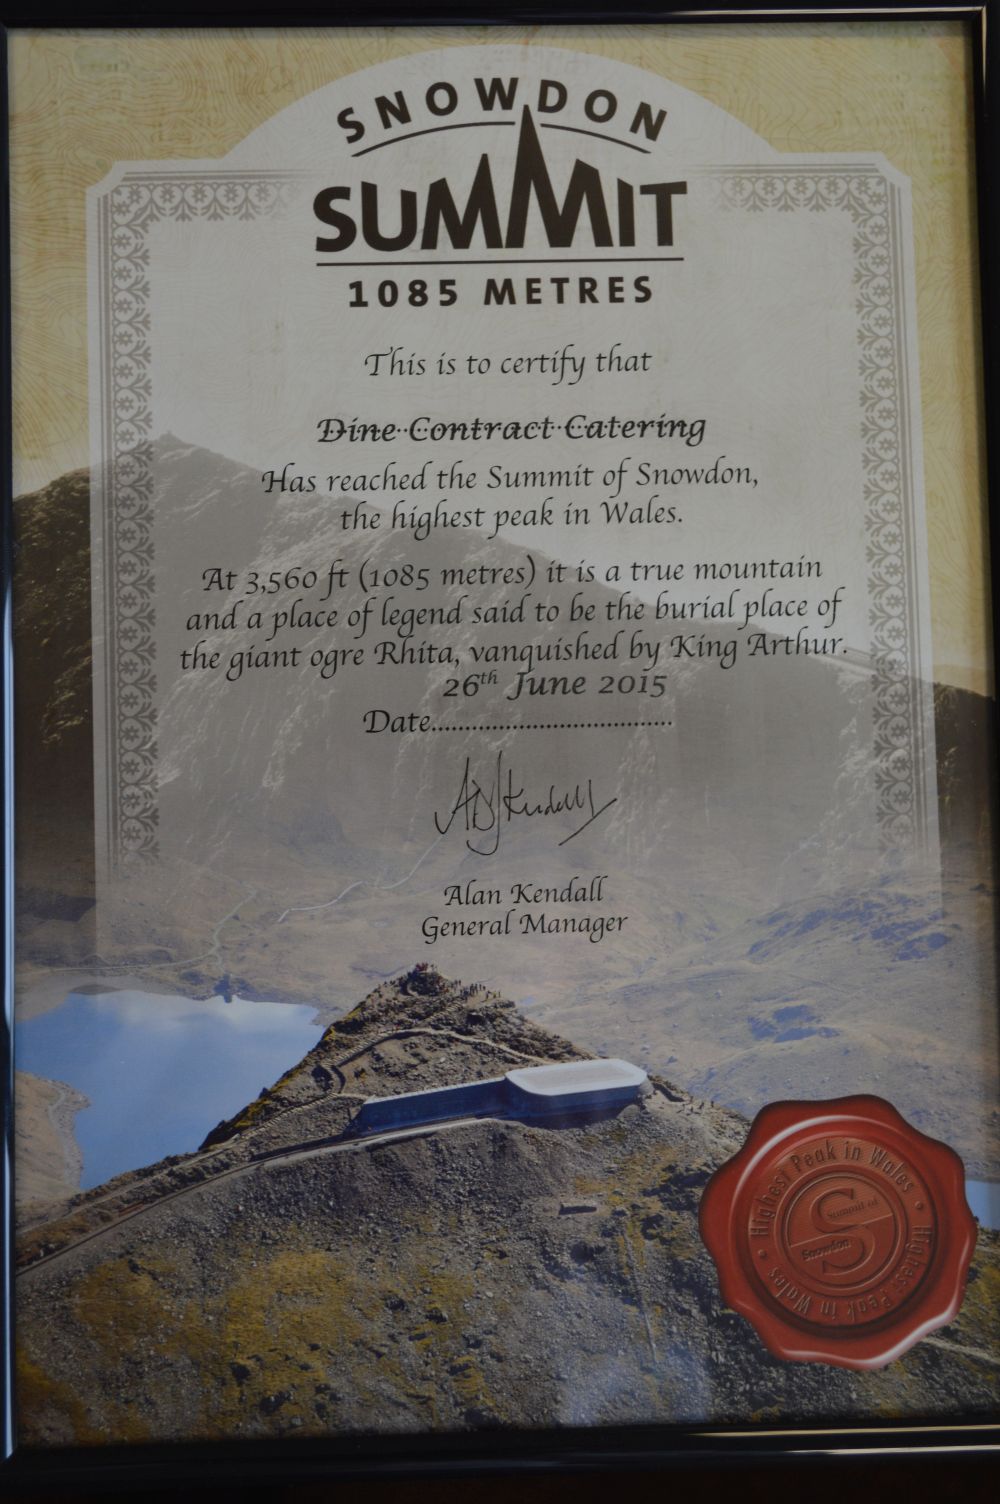 SNOWDON
SUMMIT
1085 METRES
This is to certify that
Dine Contract Catering
Has reached the Summit of Snowdon,
the highest peak in Wales.
At 3,560 ft (1085 metres) it is a true mountain
and a place of legend said to be the burial place of
the giant ogre Rhita, vanquished by King Arthur.
26th June 2015
Date....................................
ADJKendall
Alan Kendall
General Manager
Highest Peak in Wales • Highest Peak in Wales •
S
Summit of
Snowdon